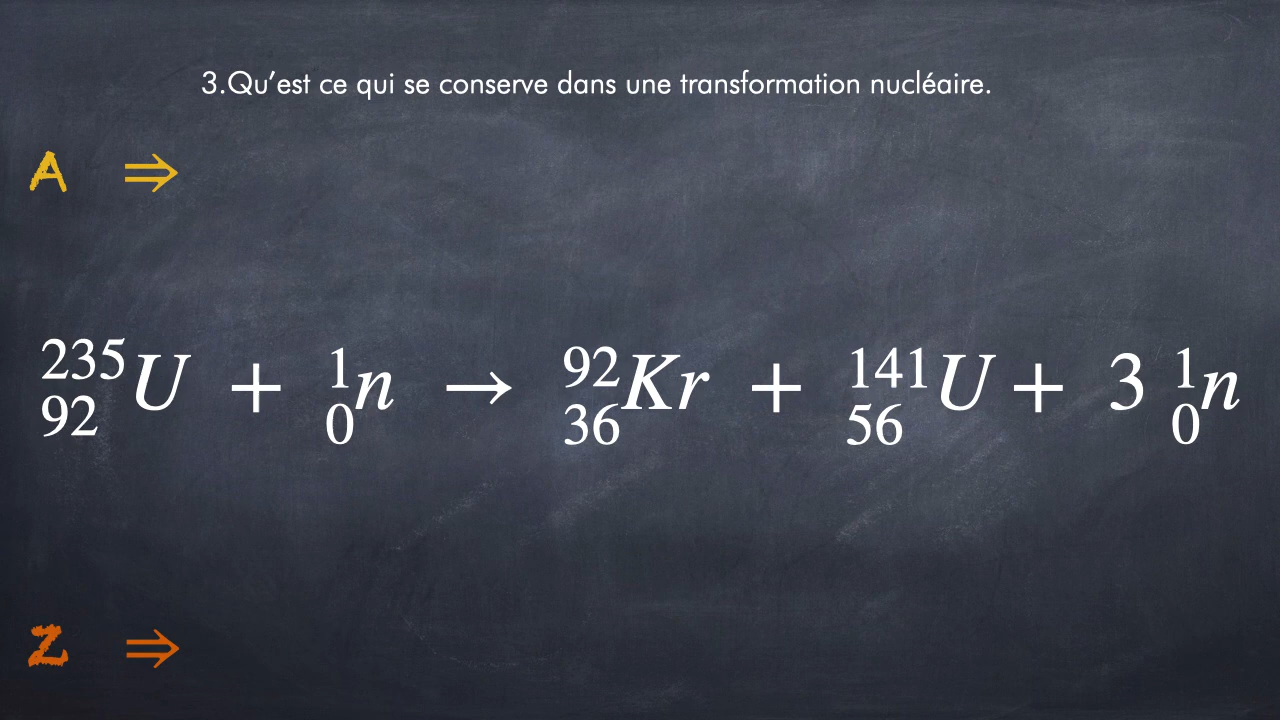 3.Qu’est ce qui se conserve dans une transformation nucléaire.
A ⇒
²³⁵₉₂U + ¹₀n → ⁹²₃₆Kr + ¹⁴¹₅₆U + 3 ¹₀n
Z ⇒